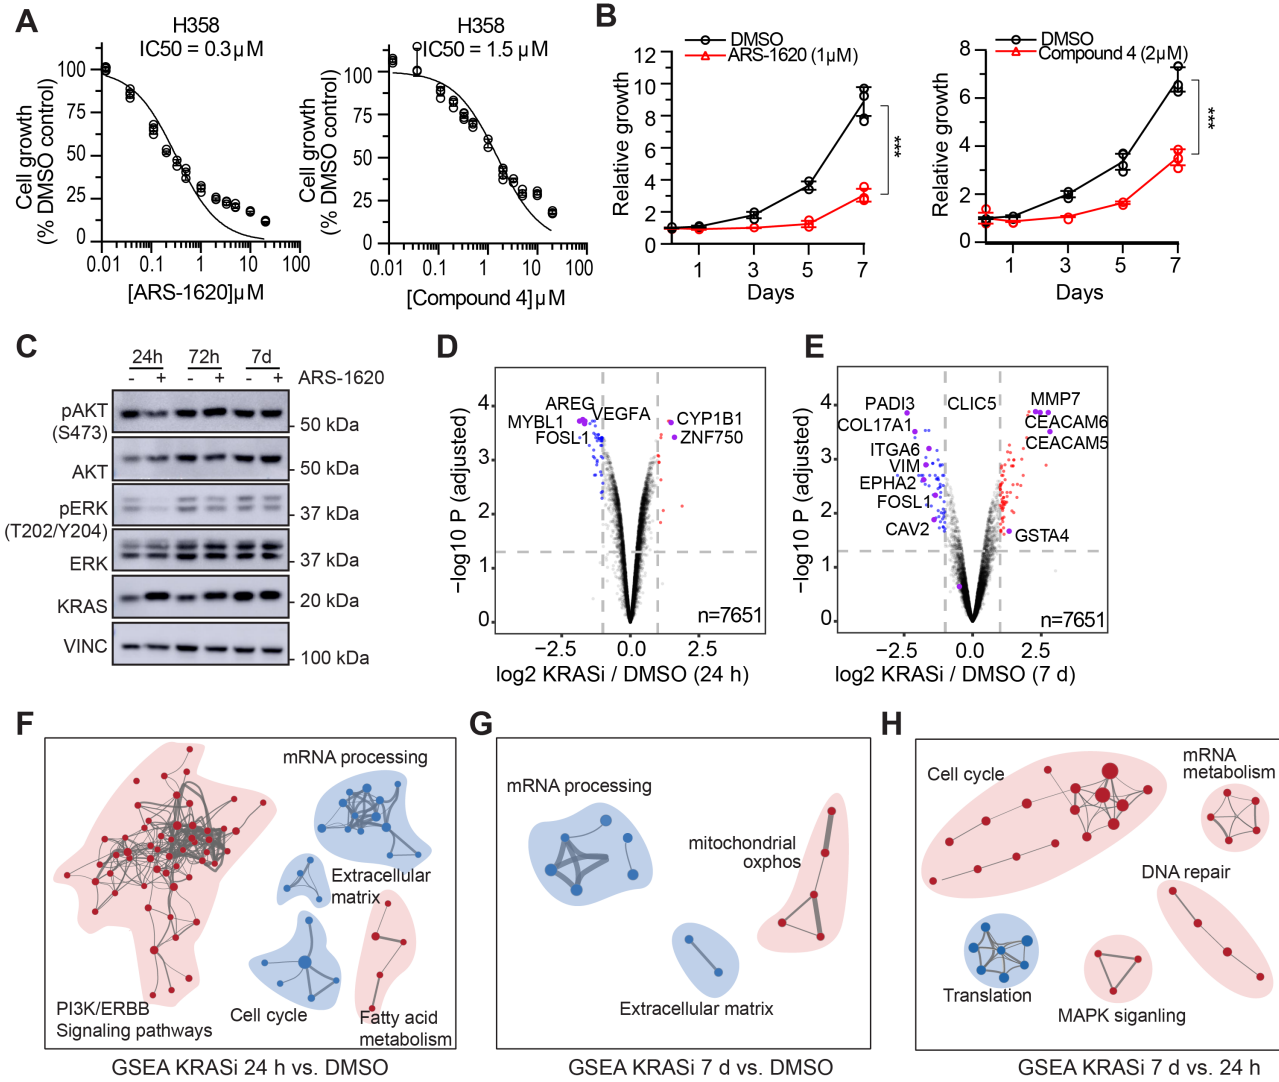 A
H358
IC50 = 0.3µM
Cell growth
(% DMSO control)
100
75
50
25
0
0.01 0.1 1 10 100
[ARS-1620]µM
H358
IC50 = 1.5 µM
Cell growth
(% DMSO control)
100
75
50
25
0
0.01 0.1 1 10 100
[Compound 4]µM
B
DMSO
ARS-1620 (1µM)
Relative growth
12
10
8
6
4
2
0
1 3 5 7
Days
***
DMSO
Compound 4 (2µM)
Relative growth
8
6
4
2
0
1 3 5 7
Days
***
C
24h 72h 7d
- + - + - + ARS-1620
pAKT
(S473)
50 kDa
AKT
50 kDa
pERK
(T202/Y204)
37 kDa
ERK
37 kDa
KRAS
20 kDa
VINC
100 kDa
D
−log10 P (adjusted)
4
3
2
1
0
AREG
VEGFA
MYBL1
FOSL1
CYP1B1
ZNF750
n=7651
−2.5 0.0 2.5
log2 KRASi / DMSO (24 h)
E
−log10 P (adjusted)
4
3
2
1
0
PADI3
CLIC5
MMP7
COL17A1
CEACAM6
CEACAM5
ITGA6
VIM
EPHA2
FOSL1
CAV2
GSTA4
n=7651
−2.5 0.0 2.5
log2 KRASi / DMSO (7 d)
F
mRNA processing
Extracellular
matrix
PI3K/ERBB
Signaling pathways
Cell cycle
Fatty acid
metabolism
GSEA KRASi 24 h vs. DMSO
G
mRNA processing
mitochondrial
oxphos
Extracellular matrix
GSEA KRASi 7 d vs. DMSO
H
Cell cycle
mRNA
metabolism
DNA repair
Translation
MAPK siganling
GSEA KRASi 7 d vs. 24 h